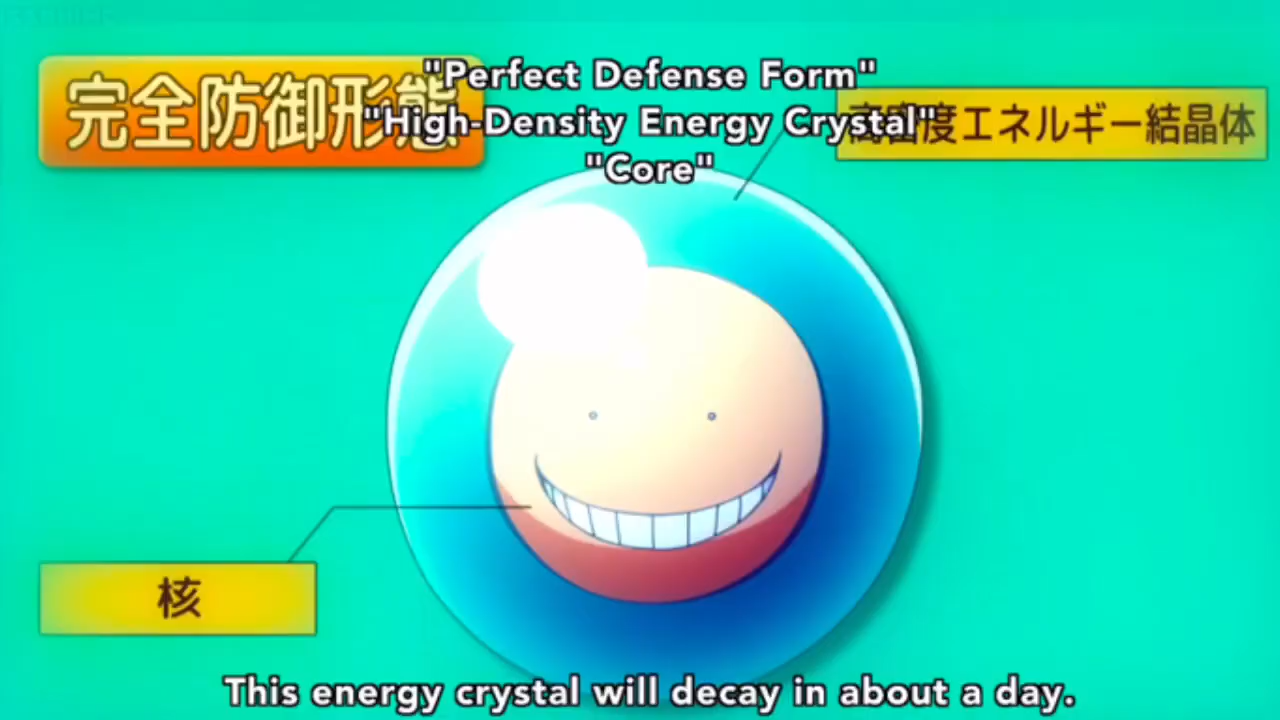 完全防御形態
"Perfect Defense Form"
"High-Density Energy Crystal"
"Core"
高密度エネルギー結晶体
核
This energy crystal will decay in about a day.